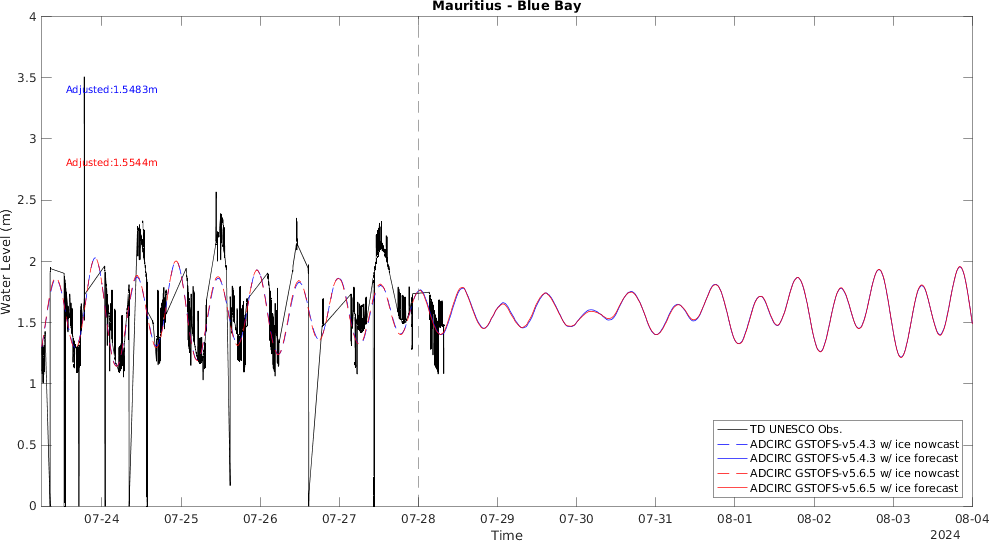 Mauritius - Blue Bay
4
3.5
3
2.5
2
1.5
1
0.5
0
Water Level (m)
Adjusted:1.5483m
Adjusted:1.5544m
TD UNESCO Obs.
ADCIRC GSTOFS-v5.4.3 w/ ice nowcast
ADCIRC GSTOFS-v5.4.3 w/ ice forecast
ADCIRC GSTOFS-v5.6.5 w/ ice nowcast
ADCIRC GSTOFS-v5.6.5 w/ ice forecast
07-24 07-25 07-26 07-27 07-28 07-29 07-30 07-31 08-01 08-02 08-03 08-04
Time
2024